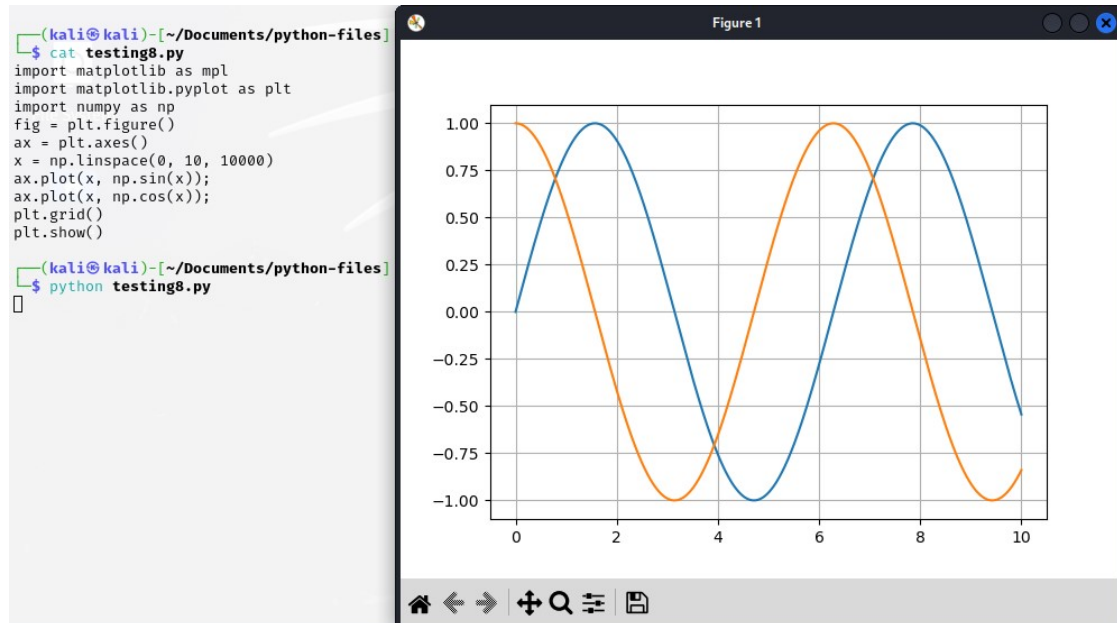 ┌──(kali㉿kali)-[~/Documents/python-files]
└─$ cat testing8.py
import matplotlib as mpl
import matplotlib.pyplot as plt
import numpy as np
fig = plt.figure()
ax = plt.axes()
x = np.linspace(0, 10, 10000)
ax.plot(x, np.sin(x));
ax.plot(x, np.cos(x));
plt.grid()
plt.show()
┌──(kali㉿kali)-[~/Documents/python-files]
└─$ python testing8.py
Figure 1
1.00
0.75
0.50
0.25
0.00
−0.25
−0.50
−0.75
−1.00
0 2 4 6 8 10